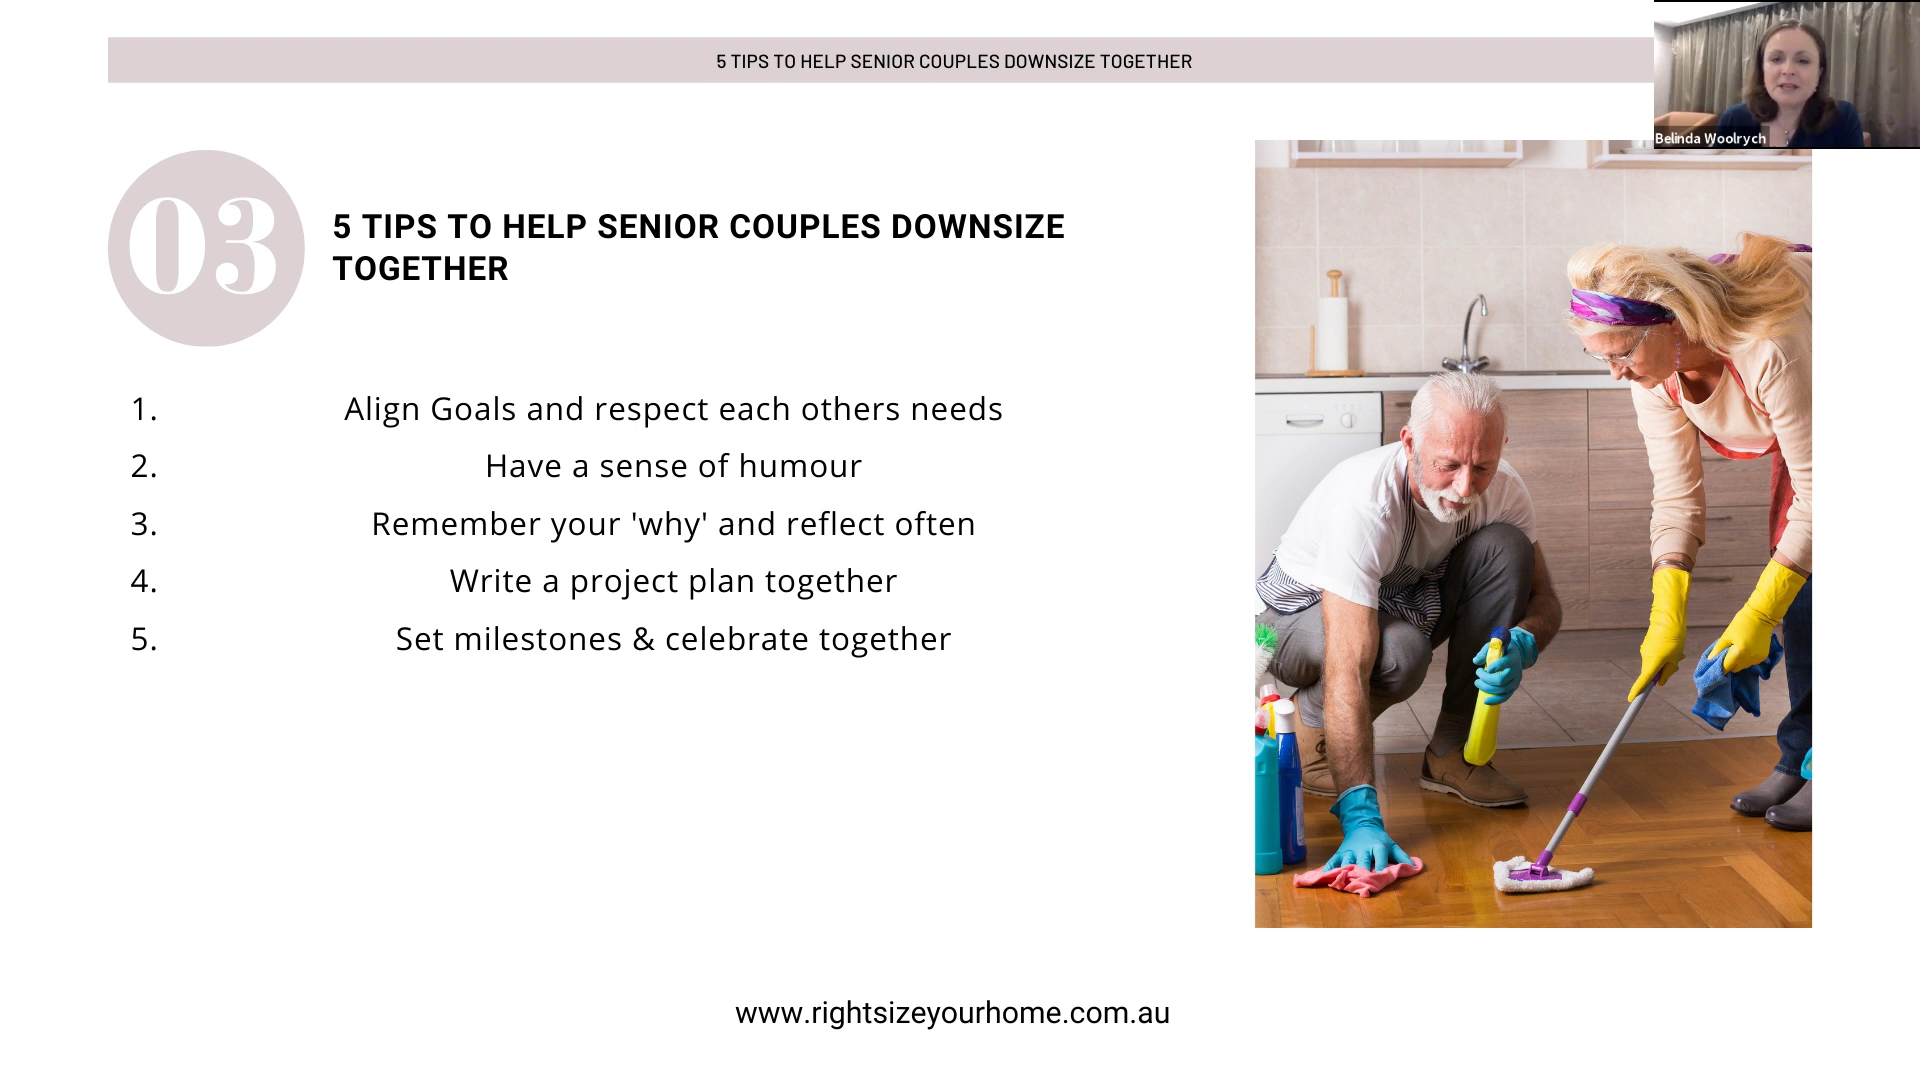 5 TIPS TO HELP SENIOR COUPLES DOWNSIZE TOGETHER
Belinda Woolrych
03
5 TIPS TO HELP SENIOR COUPLES DOWNSIZE
TOGETHER
1. Align Goals and respect each others needs
2. Have a sense of humour
3. Remember your 'why' and reflect often
4. Write a project plan together
5. Set milestones & celebrate together
www.rightsizeyourhome.com.au